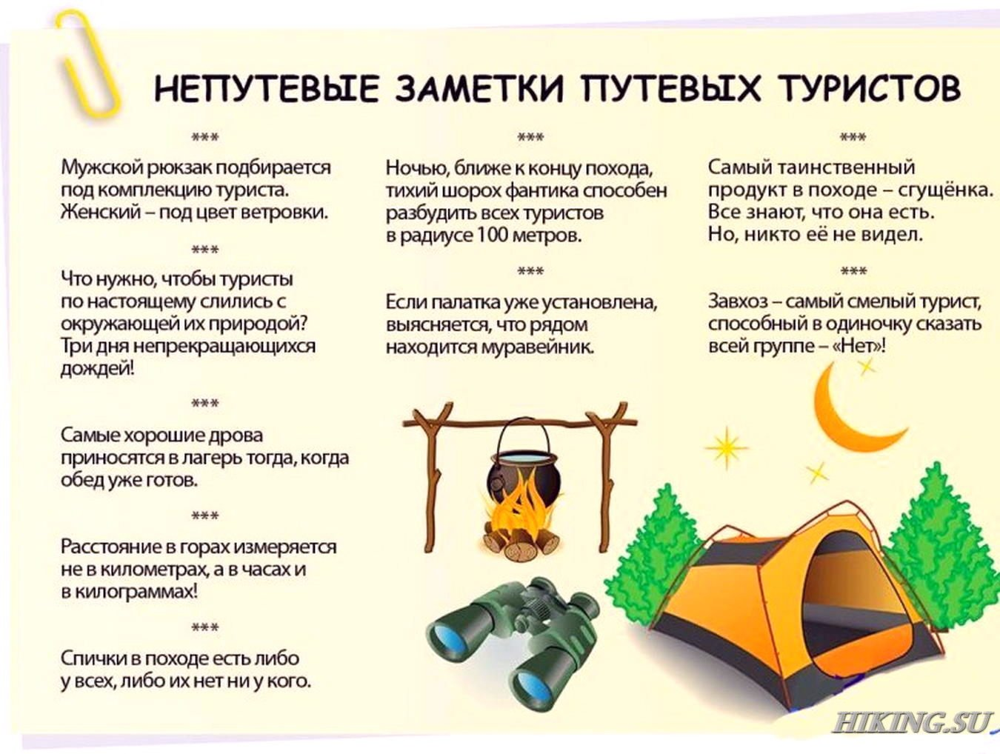 НЕПУТЕВЫЕ ЗАМЕТКИ ПУТЕВЫХ ТУРИСТОВ
***
Мужской рюкзак подбирается
под комплекцию туриста.
Женский – под цвет ветровки.
***
Что нужно, чтобы туристы
по настоящему слились с
окружающей их природой?
Три дня непрекращающихся
дождей!
***
Самые хорошие дрова
приносятся в лагерь тогда, когда
обед уже готов.
***
Расстояние в горах измеряется
не в километрах, а в часах и
в килограммах!
***
Спички в походе есть либо
у всех, либо их нет ни у кого.
***
Ночью, ближе к концу похода,
тихий шорох фантика способен
разбудить всех туристов
в радиусе 100 метров.
***
Если палатка уже установлена,
выясняется, что рядом
находится муравейник.
***
Самый таинственный
продукт в походе – сгущёнка.
Все знают, что она есть.
Но, никто её не видел.
***
Завхоз – самый смелый турист,
способный в одиночку сказать
всей группе – «Нет»!
HIKING.SU